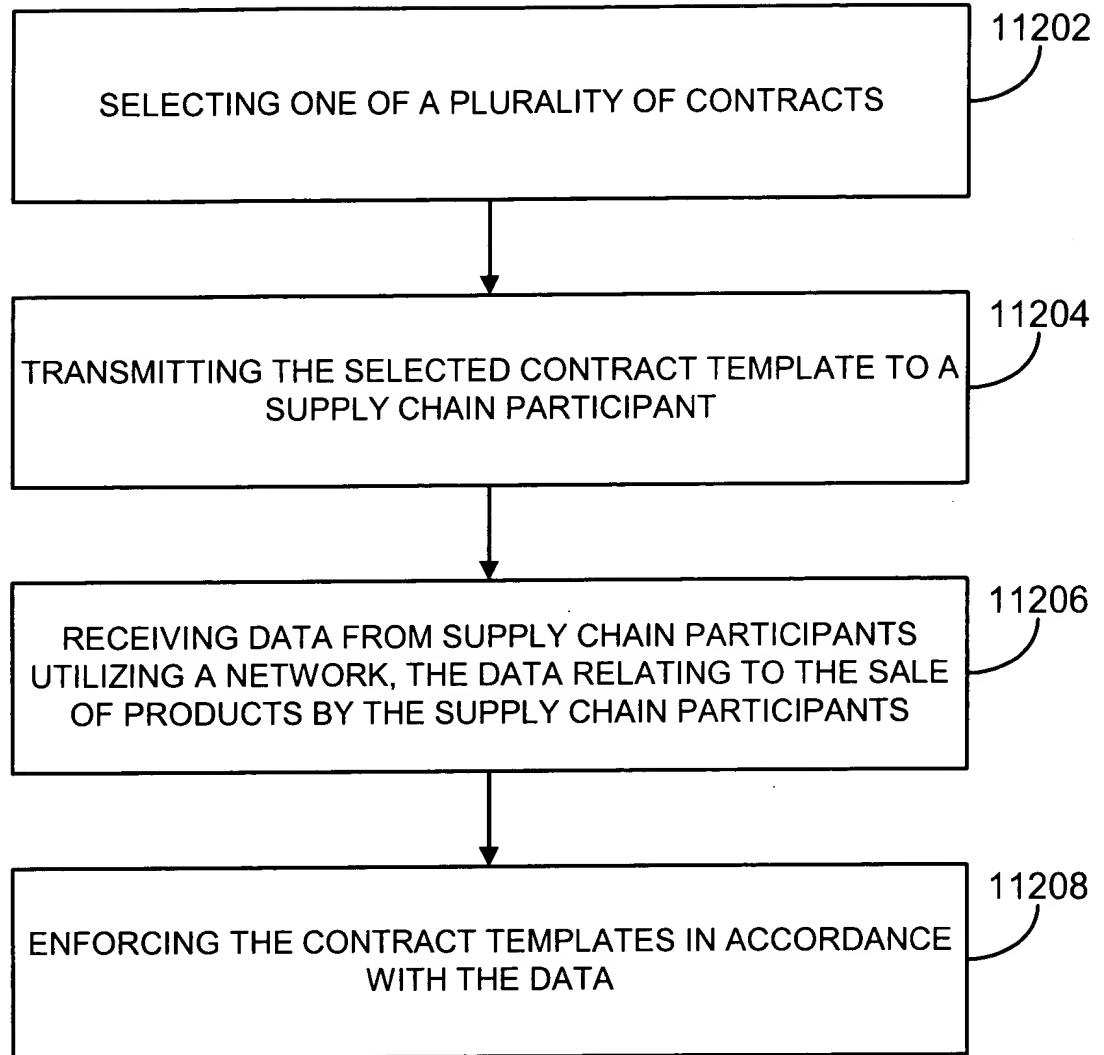 11202
SELECTING ONE OF A PLURALITY OF CONTRACTS
11204
TRANSMITTING THE SELECTED CONTRACT TEMPLATE TO A
SUPPLY CHAIN PARTICIPANT
11206
RECEIVING DATA FROM SUPPLY CHAIN PARTICIPANTS
UTILIZING A NETWORK, THE DATA RELATING TO THE SALE
OF PRODUCTS BY THE SUPPLY CHAIN PARTICIPANTS
11208
ENFORCING THE CONTRACT TEMPLATES IN ACCORDANCE
WITH THE DATA